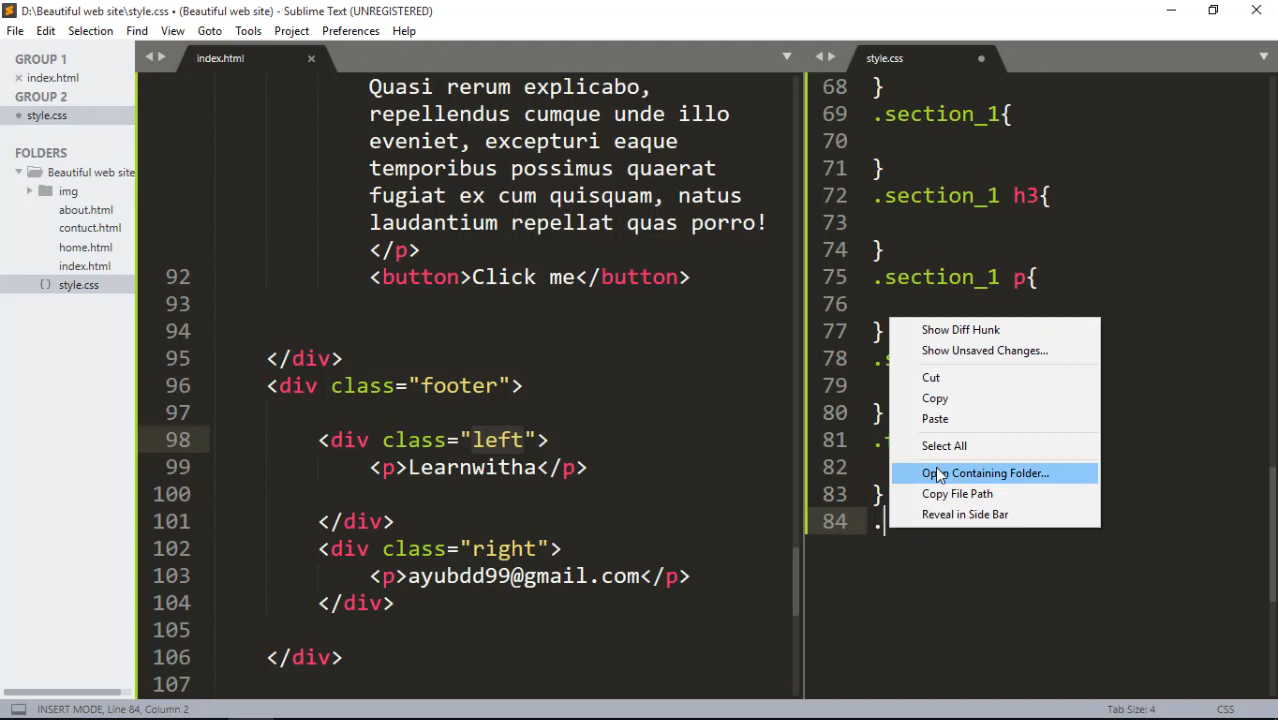 D:\Beautiful web site\style.css • (Beautiful web site) - Sublime Text (UNREGISTERED)
File Edit Selection Find View Goto Tools Project Preferences Help
GROUP 1
index.html
GROUP 2
style.css
FOLDERS
Beautiful web site
img
about.html
contuct.html
home.html
index.html
{} style.css
index.html
Quasi rerum explicabo,
repellendus cumque unde illo
eveniet, excepturi eaque
temporibus possimus quaerat
fugiat ex cum quisquam, natus
laudantium repellat quas porro!
</p>
92 <button>Click me</button>
93
94
95 </div>
96 <div class="footer">
97
98 <div class="left">
99 <p>Learnwitha</p>
100
101 </div>
102 <div class="right">
103 <p>ayubdd99@gmail.com</p>
104 </div>
105
106 </div>
107
style.css
68 }
69 .section_1{
70
71 }
72 .section_1 h3{
73
74 }
75 .section_1 p{
76
77 }
78
79
80 }
81
82
83 }
84 .
Show Diff Hunk
Show Unsaved Changes...
Cut
Copy
Paste
Select All
Open Containing Folder...
Copy File Path
Reveal in Side Bar
INSERT MODE, Line 84, Column 2
Tab Size: 4
CSS